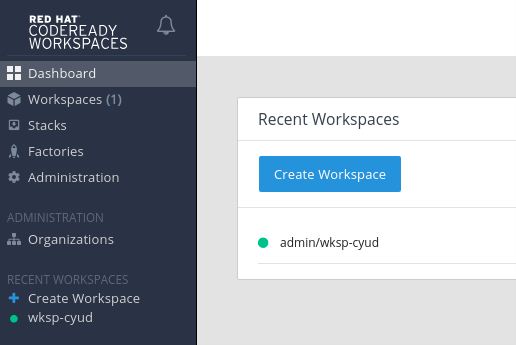 RED HAT
CODEREADY
WORKSPACES
Dashboard
Workspaces (1)
Stacks
Factories
Administration
ADMINISTRATION
Organizations
RECENT WORKSPACES
Create Workspace
wksp-cyud
Recent Workspaces
Create Workspace
admin/wksp-cyud